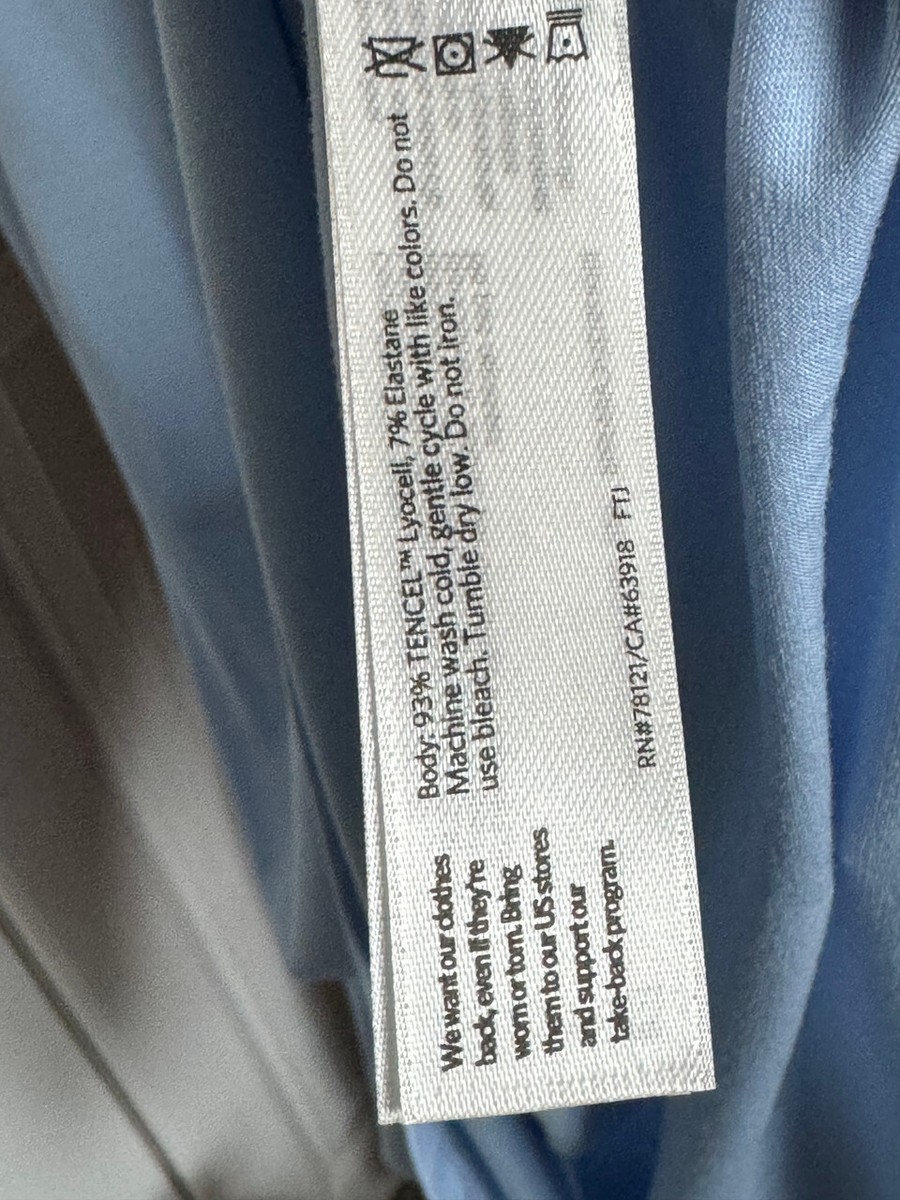 Body: 93% TENCEL™ Lyocell, 7% Elastane
Machine wash cold, gentle cycle with like colors. Do not
use bleach. Tumble dry low. Do not iron.
RN#78121/CA#63918 FTJ
We want our clothes
back, even if they're
worn or torn. Bring
them to our US stores
and support our
take-back program.